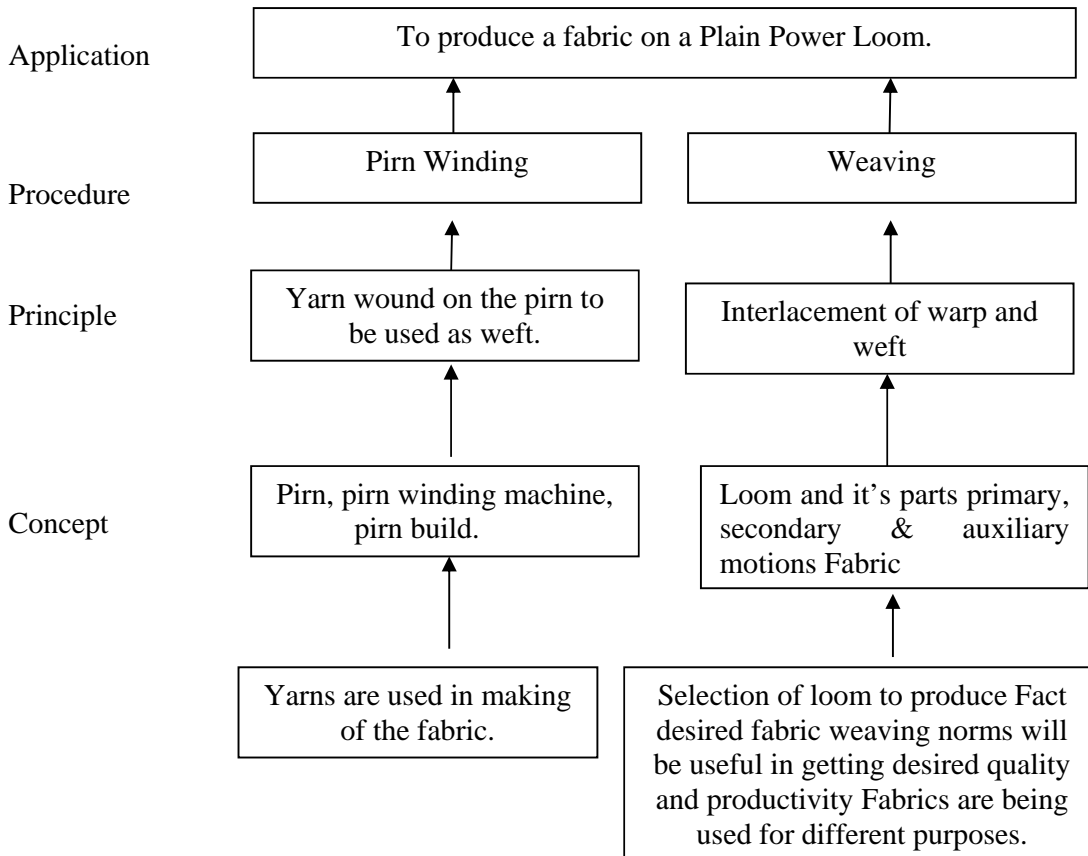 Application
To produce a fabric on a Plain Power Loom.
Procedure
Pirn Winding
Weaving
Principle
Yarn wound on the pirn to
be used as weft.
Interlacement of warp and
weft
Concept
Pirn, pirn winding machine,
pirn build.
Loom and it’s parts primary,
secondary & auxiliary
motions Fabric
Yarns are used in making
of the fabric.
Selection of loom to produce Fact
desired fabric weaving norms will
be useful in getting desired quality
and productivity Fabrics are being
used for different purposes.